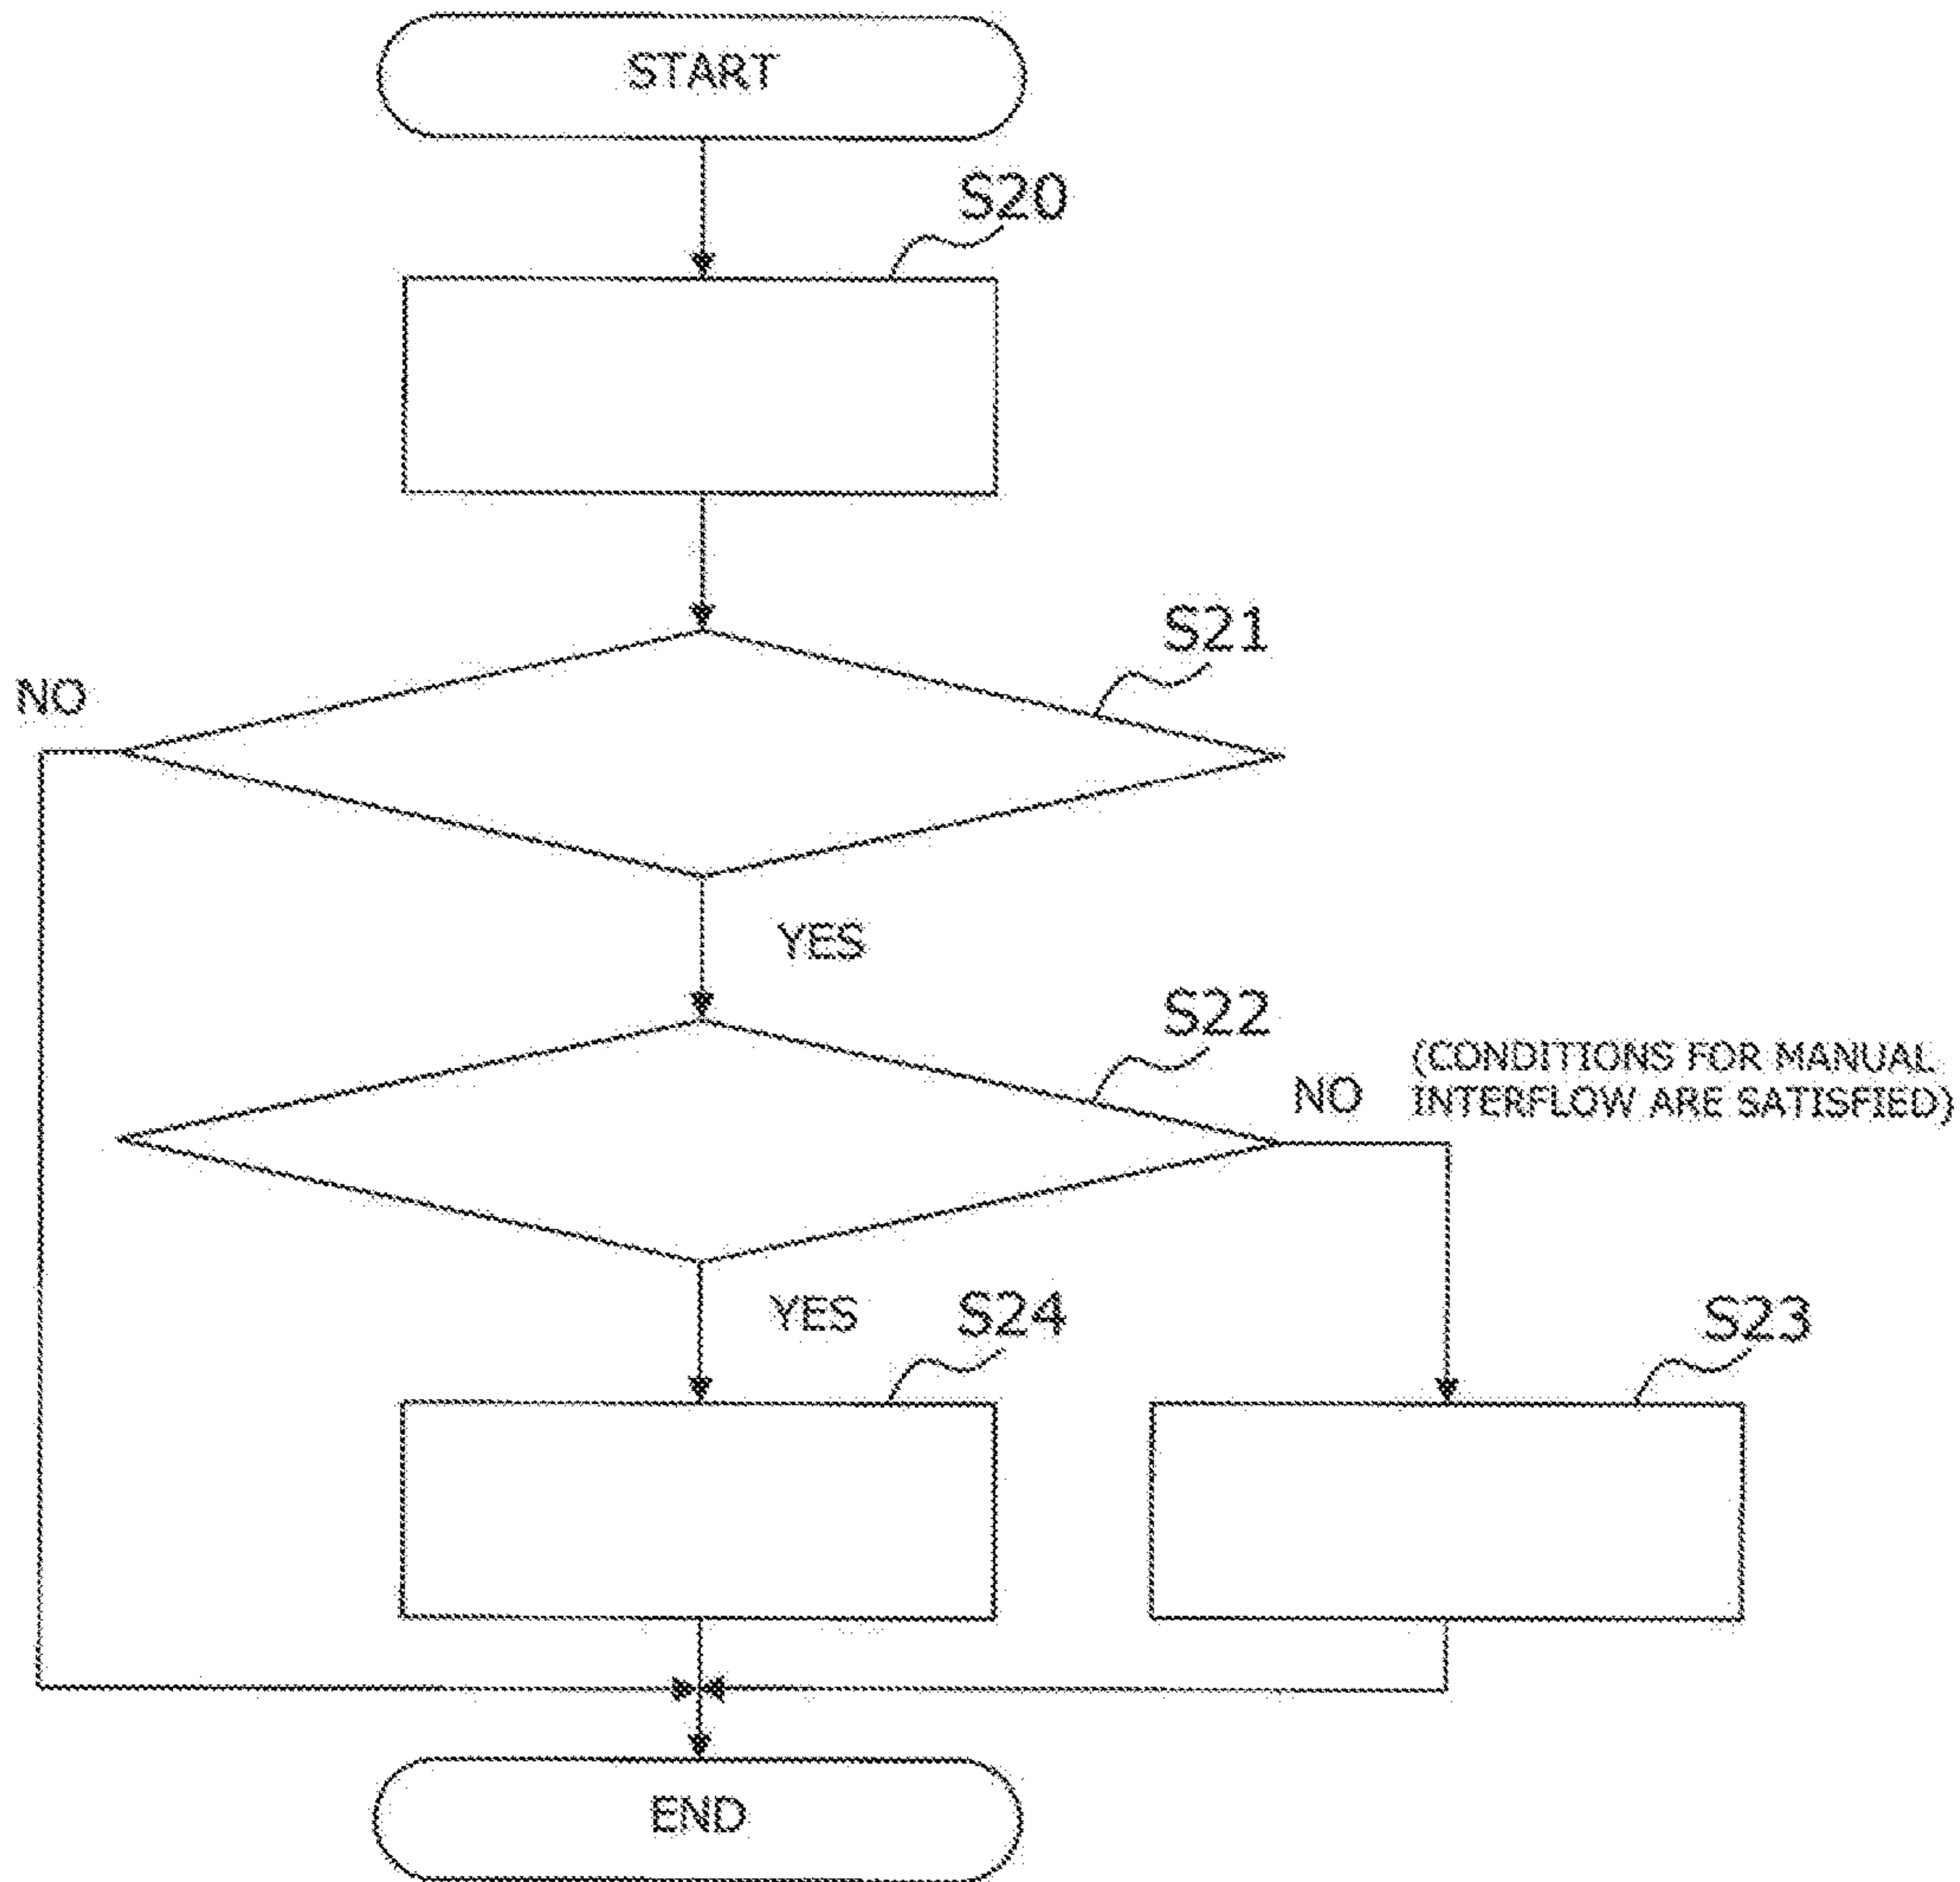 START
S20
S21
NO
YES
S22
NO
(CONDITIONS FOR MANUAL
INTERFLOW ARE SATISFIED)
YES
S24
S23
END